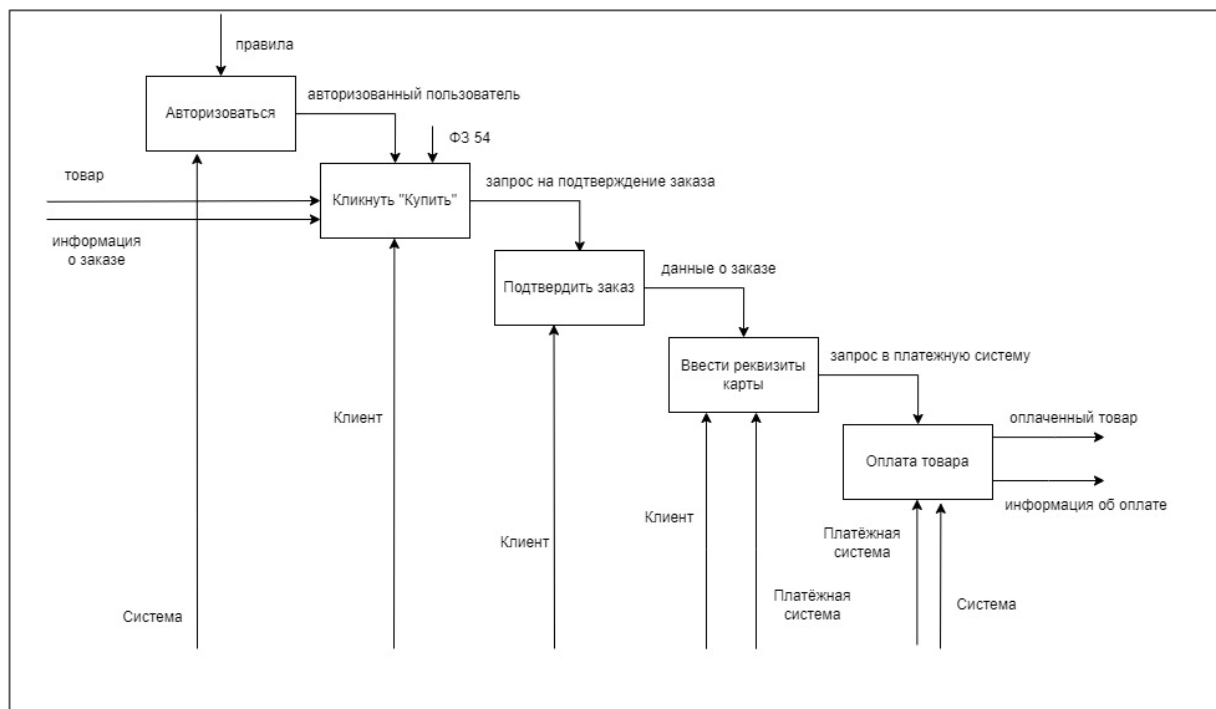 правила
Авторизоваться
авторизованный пользователь
ФЗ 54
товар
Кликнуть "Купить"
запрос на подтверждение заказа
информация
о заказе
Подтвердить заказ
данные о заказе
Ввести реквизиты
карты
запрос в платежную систему
Клиент
оплаченный товар
Оплата товара
информация об оплате
Клиент
Клиент
Платёжная
система
Платёжная
система
Система
Система